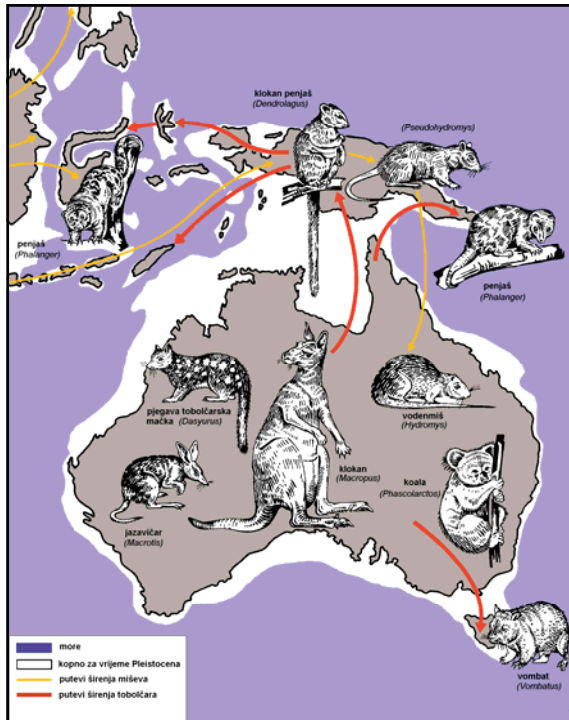 klokan penjaš
(Dendrolagus)
(Pseudohydromys)
penjaš
(Phalanger)
penjaš
(Phalanger)
pjegava tobolčarska
mačka (Dasyurus)
vodenmiš
(Hydromys)
klokan
(Macropus)
koala
(Phascolarctos)
jazavičar
(Macrotis)
vombat
(Vombatus)
more
kopno za vrijeme Pleistocena
putevi širenja miševa
putevi širenja tobolčara